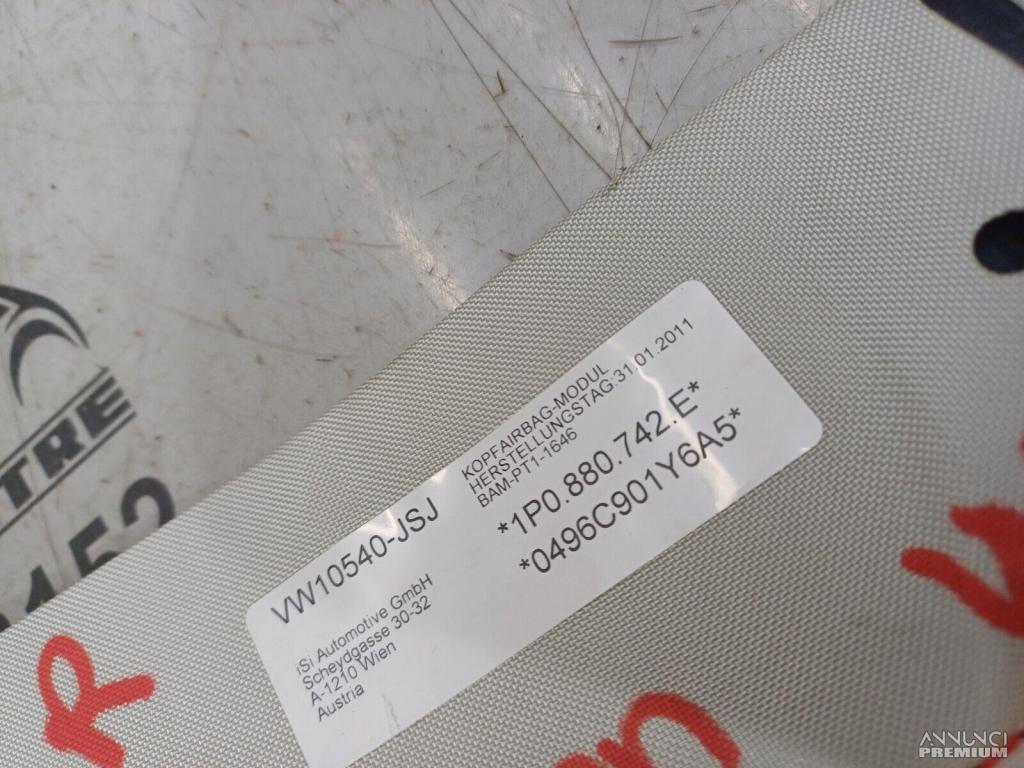 VW10540-JSJ
KOPFAIRBAG-MODUL
HERSTELLUNGSTAG:31.01.2011
BAM-PT1-1646
*1P0.880.742.E*
*0496C901Y6A5*
iSi Automotive GmbH
Scheydgasse 30-32
A-1210 Wien
Austria
R
ANNUNCI
PREMIUM